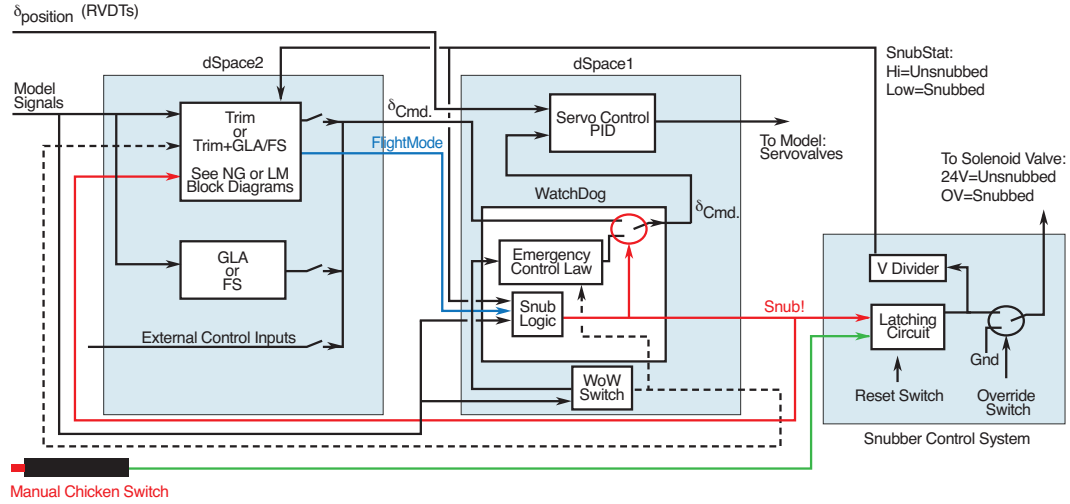 δposition (RVDTs)
dSpace2
dSpace1
SnubStat:
Hi=Unsnubbed
Low=Snubbed
Model
Signals
Trim
or
Trim+GLA/FS
See NG or LM
Block Diagrams
δCmd.
FlightMode
Servo Control
PID
To Model:
Servovalves
To Solenoid Valve:
24V=Unsnubbed
OV=Snubbed
WatchDog
δCmd.
Emergency
Control Law
GLA
or
FS
V Divider
Snub
Logic
Snub!
Latching
Circuit
External Control Inputs
Gnd
WoW
Switch
Reset Switch
Override
Switch
Snubber Control System
Manual Chicken Switch